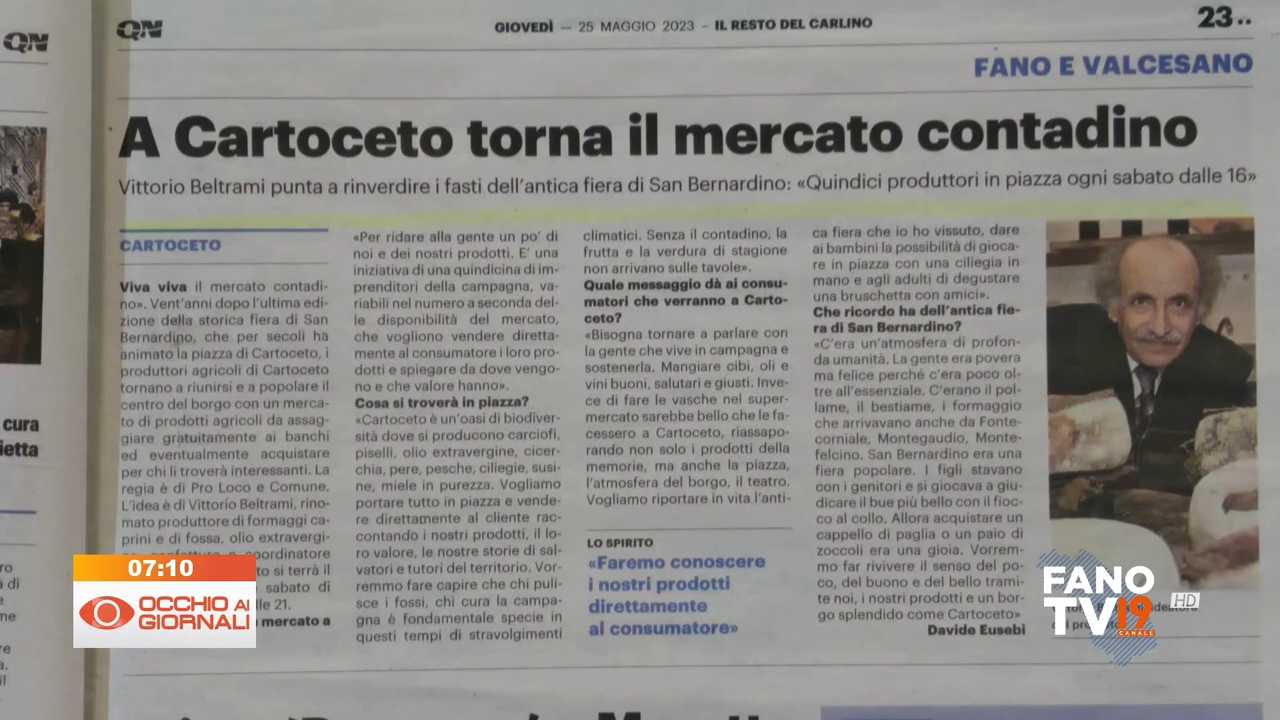 QN
QN
GIOVEDÌ — 25 MAGGIO 2023 – IL RESTO DEL CARLINO
23..
FANO E VALCESANO
A Cartoceto torna il mercato contadino
Vittorio Beltrami punta a rinverdire i fasti dell'antica fiera di San Bernardino: «Quindici produttori in piazza ogni sabato dalle 16»
CARTOCETO
Viva viva il mercato contadi-
no». Vent'anni dopo l'ultima edi-
zione della storica fiera di San
Bernardino, che per secoli ha
animato la piazza di Cartoceto, i
produttori agricoli di Cartoceto
tornano a riunirsi e a popolare il
centro del borgo con un merca-
to di prodotti agricoli da assag-
giare gratuitamente ai banchi
ed eventualmente acquistare
per chi li troverà interessanti. La
regia è di Pro Loco e Comune.
L'idea è di Vittorio Beltrami, rino-
mato produttore di formaggi ca-
prini e di fossa, olio extravergi-
coordinatore
to si terrà il
sabato di
lle 21.
mercato a
«Per ridare alla gente un po' di
noi e dei nostri prodotti. E' una
iniziativa di una quindicina di im-
prenditori della campagna, va-
riabili nel numero a seconda del-
le disponibilità del mercato,
che vogliono vendere diretta-
mente al consumatore i loro pro-
dotti e spiegare da dove vengo-
no e che valore hanno».
Cosa si troverà in piazza?
«Cartoceto è un'oasi di biodiver-
sità dove si producono carciofi,
piselli, olio extravergine, cicer-
chia, pere, pesche, ciliegie, susi-
ne, miele in purezza. Vogliamo
portare tutto in piazza e vende-
re direttamente al cliente rac-
contando i nostri prodotti, il lo-
ro valore, le nostre storie di sal-
vatori e tutori del territorio. Vor-
remmo fare capire che chi puli-
sce i fossi, chi cura la campa-
gna è fondamentale specie in
questi tempi di stravolgimenti
climatici. Senza il contadino, la
frutta e la verdura di stagione
non arrivano sulle tavole».
Quale messaggio dà ai consu-
matori che verranno a Carto-
ceto?
«Bisogna tornare a parlare con
la gente che vive in campagna e
sostenerla. Mangiare cibi, oli e
vini buoni, salutari e giusti. Inve-
ce di fare le vasche nel super-
mercato sarebbe bello che le fa-
cessero a Cartoceto, riassapo-
rando non solo i prodotti della
memorie, ma anche la piazza,
l'atmosfera del borgo, il teatro.
Vogliamo riportare in vita l'anti-
LO SPIRITO
«Faremo conoscere
i nostri prodotti
direttamente
al consumatore»
ca fiera che io ho vissuto, dare
ai bambini la possibilità di gioca-
re in piazza con una ciliegia in
mano e agli adulti di degustare
una bruschetta con amici».
Che ricordo ha dell'antica fie-
ra di San Bernardino?
«C'era un'atmosfera di profon-
da umanità. La gente era povera
ma felice perché c'era poco ol-
tre all'essenziale. C'erano il pol-
lame, il bestiame, i formaggio
che arrivavano anche da Fonte-
corniale, Montegaudio, Monte-
felcino. San Bernardino era una
fiera popolare. I figli stavano
con i genitori e si giocava a giu-
dicare il bue più bello con il fioc-
co al collo. Allora acquistare un
cappello di paglia o un paio di
zoccoli era una gioia. Vorrem-
mo far rivivere il senso del po-
co, del buono e del bello trami-
te noi, i nostri prodotti e un bor-
go splendido come Cartoceto»
Davide Eusebi
cura
ietta
07:10
OCCHIO AI
GIORNALI
FANO
TV19
CANALE
HD